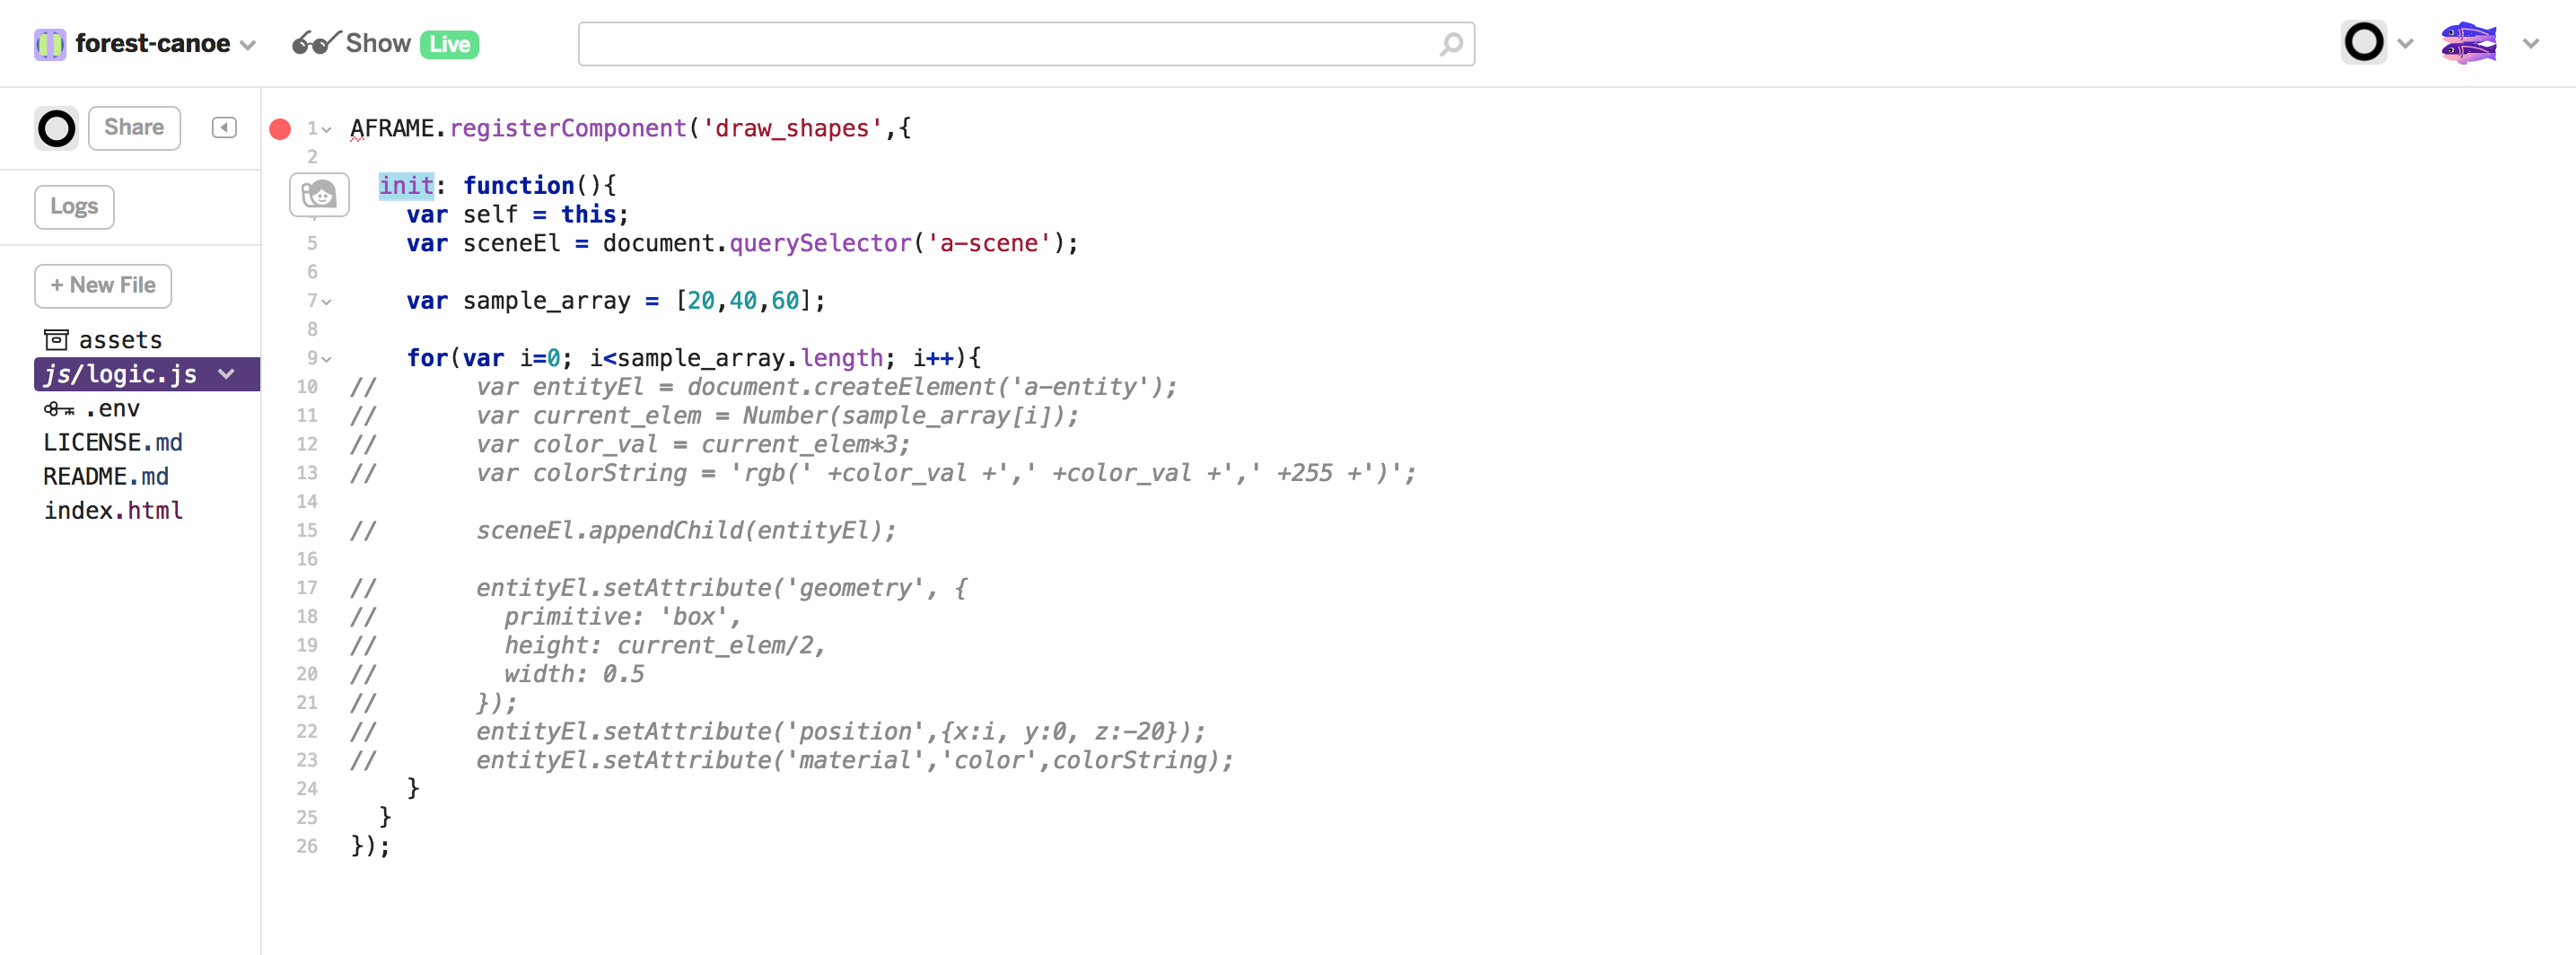 forest-canoe
Show Live
Share
Logs
+ New File
assets
js/logic.js
.env
LICENSE.md
README.md
index.html
1 AFRAME.registerComponent('draw_shapes',{
2
init: function(){
var self = this;
5 var sceneEl = document.querySelector('a-scene');
6
7 var sample_array = [20,40,60];
8
9 for(var i=0; i<sample_array.length; i++){
10 // var entityEl = document.createElement('a-entity');
11 // var current_elem = Number(sample_array[i]);
12 // var color_val = current_elem*3;
13 // var colorString = 'rgb(' +color_val +',' +color_val +',' +255 +')';
14
15 // sceneEl.appendChild(entityEl);
16
17 // entityEl.setAttribute('geometry', {
18 // primitive: 'box',
19 // height: current_elem/2,
20 // width: 0.5
21 // });
22 // entityEl.setAttribute('position',{x:i, y:0, z:-20});
23 // entityEl.setAttribute('material','color',colorString);
24 }
25 }
26 });